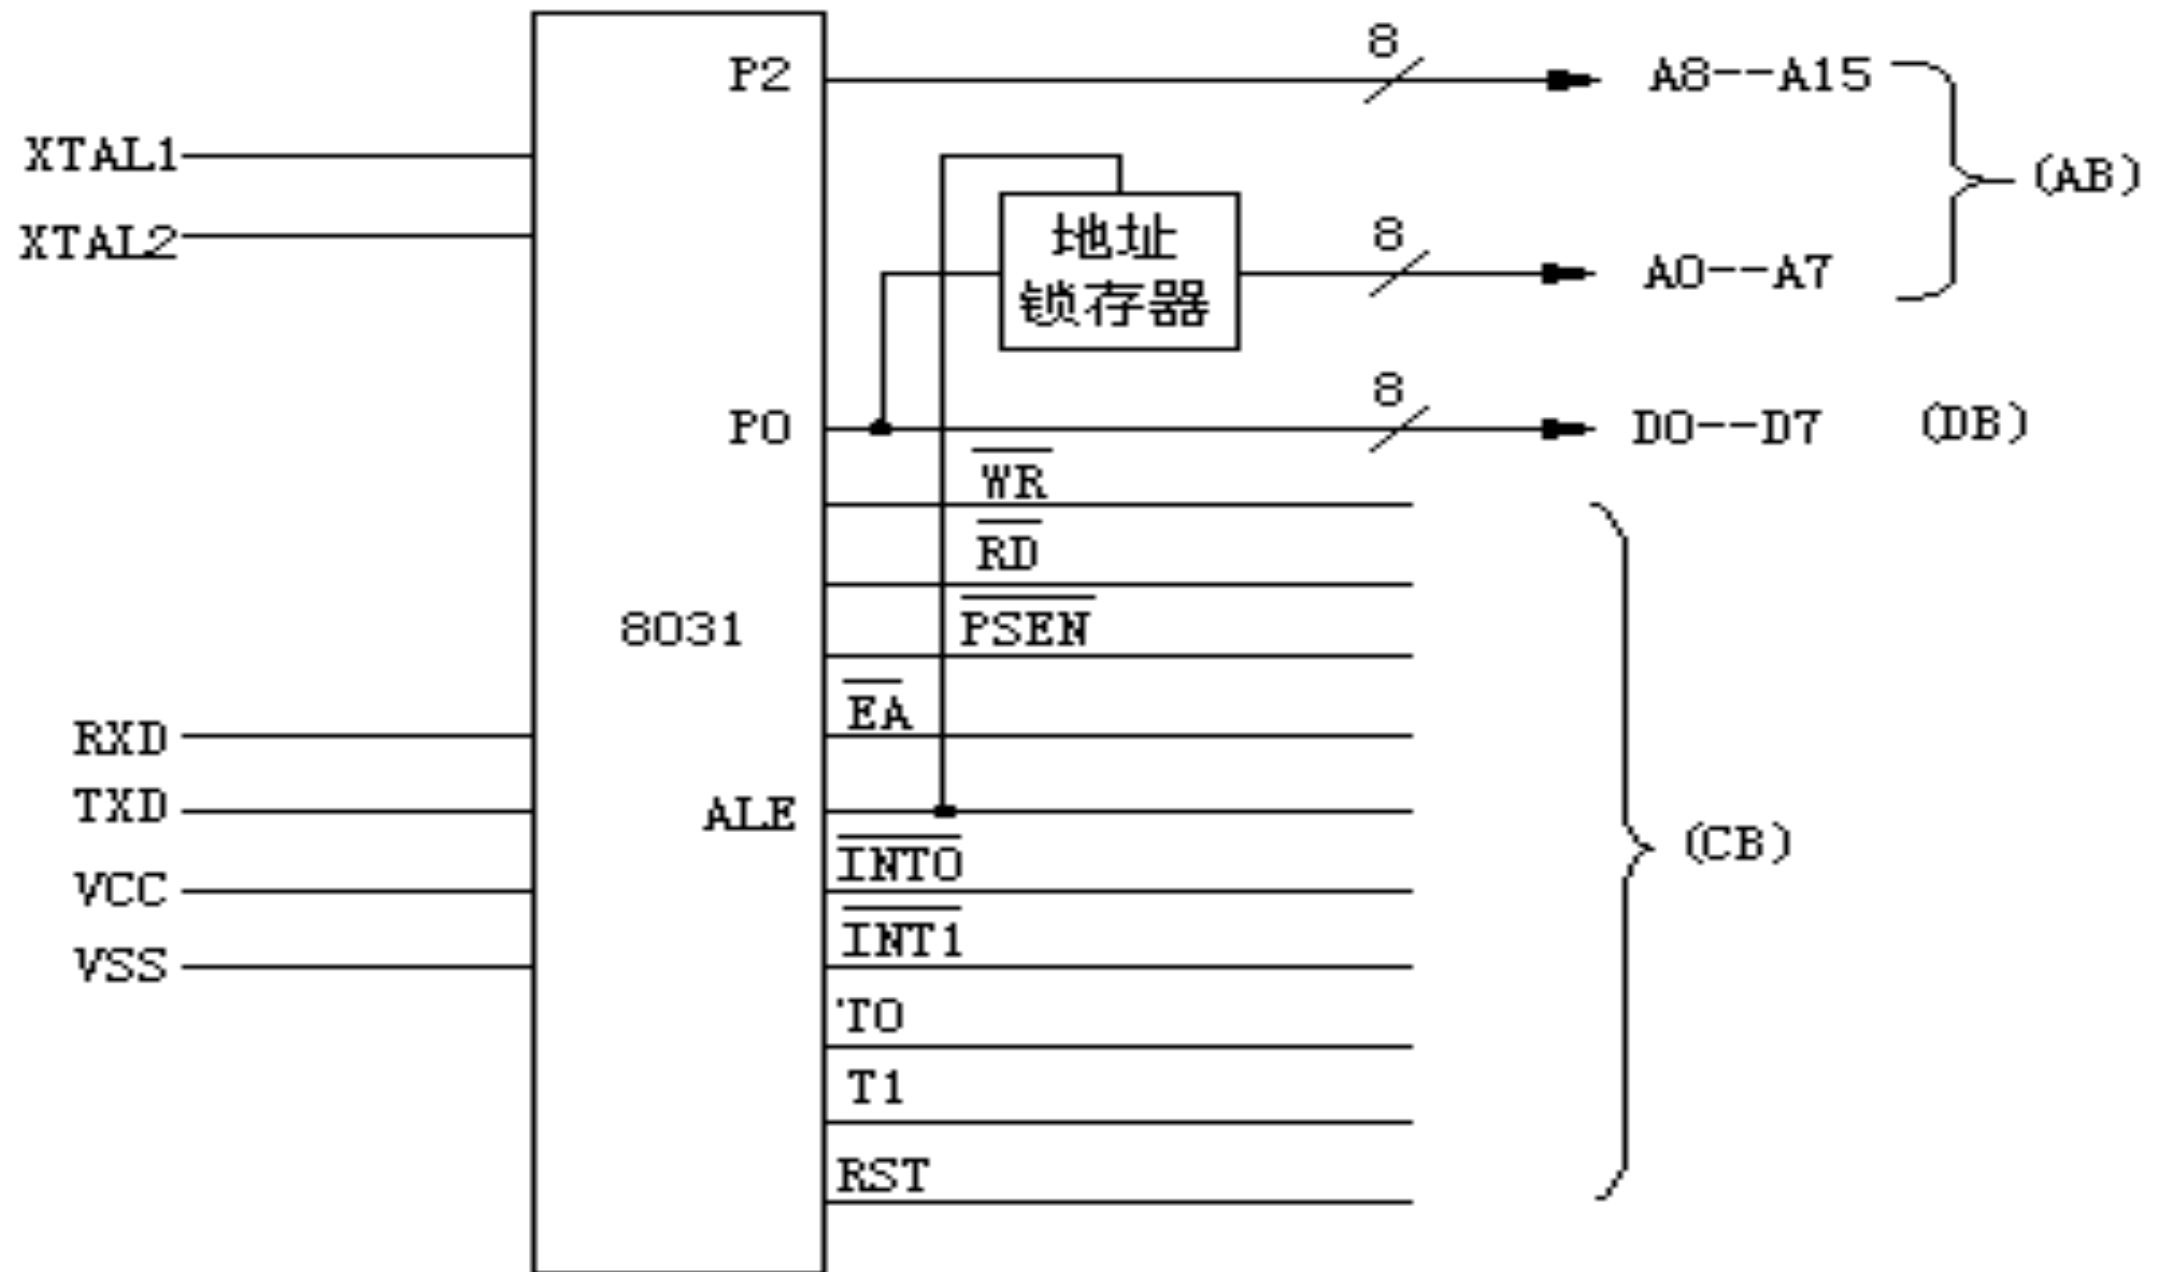 8
P2
A8--A15
XTAL1
(AB)
XTAL2
地址
锁存器
8
A0--A7
8
P0
D0--D7 (DB)
WR
RD
8031
PSEN
EA
RXD
TXD
ALE
(CB)
INT0
VCC
INT1
VSS
T0
T1
RST